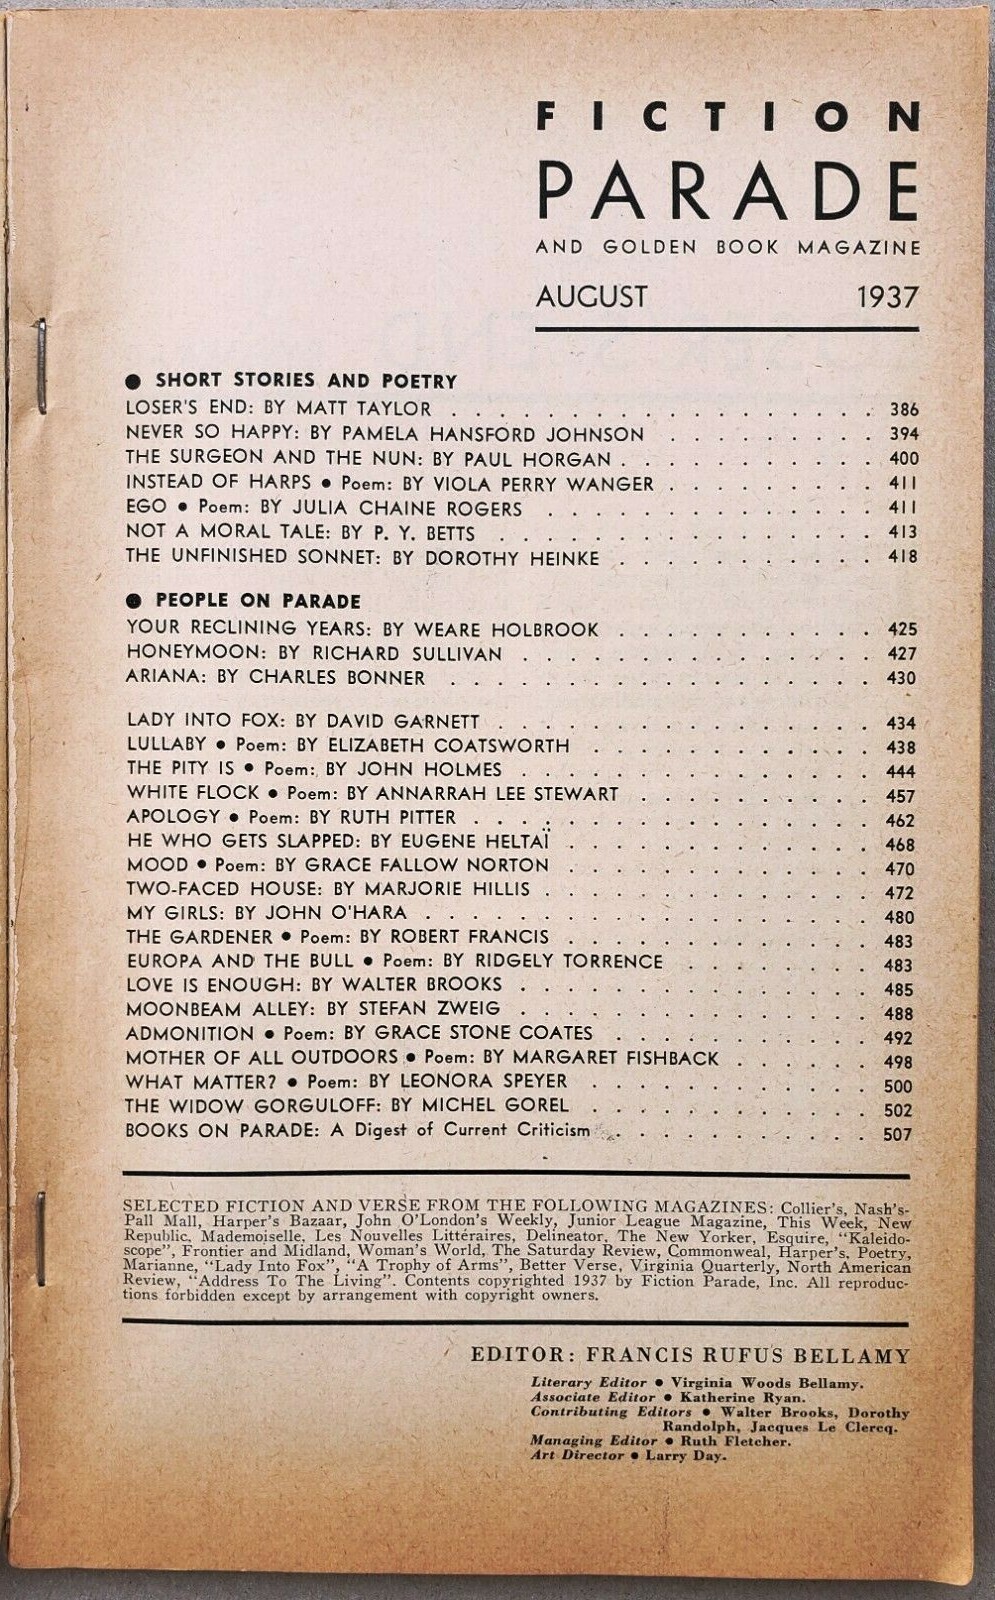 FICTION
PARADE
AND GOLDEN BOOK MAGAZINE
AUGUST 1937
● SHORT STORIES AND POETRY
LOSER'S END: BY MATT TAYLOR . . . . . . . . . . . . . . . . . . 386
NEVER SO HAPPY: BY PAMELA HANSFORD JOHNSON . . . . . . . . . 394
THE SURGEON AND THE NUN: BY PAUL HORGAN . . . . . . . . . . . 400
INSTEAD OF HARPS ● Poem: BY VIOLA PERRY WANGER . . . . . . . . . 411
EGO ● Poem: BY JULIA CHAINE ROGERS . . . . . . . . . . . . . . 411
NOT A MORAL TALE: BY P. Y. BETTS . . . . . . . . . . . . . . . . 413
THE UNFINISHED SONNET: BY DOROTHY HEINKE . . . . . . . . . . . 418
● PEOPLE ON PARADE
YOUR RECLINING YEARS: BY WEARE HOLBROOK . . . . . . . . . . . 425
HONEYMOON: BY RICHARD SULLIVAN . . . . . . . . . . . . . . . 427
ARIANA: BY CHARLES BONNER . . . . . . . . . . . . . . . . . . 430
LADY INTO FOX: BY DAVID GARNETT . . . . . . . . . . . . . . . . 434
LULLABY ● Poem: BY ELIZABETH COATSWORTH . . . . . . . . . . . . 438
THE PITY IS ● Poem: BY JOHN HOLMES . . . . . . . . . . . . . . . 444
WHITE FLOCK ● Poem: BY ANNARRAH LEE STEWART . . . . . . . . . . 457
APOLOGY ● Poem: BY RUTH PITTER . . . . . . . . . . . . . . . . . 462
HE WHO GETS SLAPPED: BY EUGENE HELTAÏ . . . . . . . . . . . . . 468
MOOD ● Poem: BY GRACE FALLOW NORTON . . . . . . . . . . . . . 470
TWO-FACED HOUSE: BY MARJORIE HILLIS . . . . . . . . . . . . . . 472
MY GIRLS: BY JOHN O'HARA . . . . . . . . . . . . . . . . . . . 480
THE GARDENER ● Poem: BY ROBERT FRANCIS . . . . . . . . . . . . . 483
EUROPA AND THE BULL ● Poem: BY RIDGELY TORRENCE . . . . . . . . 483
LOVE IS ENOUGH: BY WALTER BROOKS . . . . . . . . . . . . . . . 485
MOONBEAM ALLEY: BY STEFAN ZWEIG . . . . . . . . . . . . . . . 488
ADMONITION ● Poem: BY GRACE STONE COATES . . . . . . . . . . . 492
MOTHER OF ALL OUTDOORS ● Poem: BY MARGARET FISHBACK . . . . . . 498
WHAT MATTER? ● Poem: BY LEONORA SPEYER . . . . . . . . . . . . 500
THE WIDOW GORGULOFF: BY MICHEL GOREL . . . . . . . . . . . . 502
BOOKS ON PARADE: A Digest of Current Criticism . . . . . . . . . . . 507
SELECTED FICTION AND VERSE FROM THE FOLLOWING MAGAZINES: Collier's, Nash's-
Pall Mall, Harper's Bazaar, John O'London's Weekly, Junior League Magazine, This Week, New
Republic, Mademoiselle, Les Nouvelles Littéraires, Delineator, The New Yorker, Esquire, "Kaleido-
scope", Frontier and Midland, Woman's World, The Saturday Review, Commonweal, Harper's, Poetry,
Marianne, "Lady Into Fox", "A Trophy of Arms", Better Verse, Virginia Quarterly, North American
Review, "Address To The Living". Contents copyrighted 1937 by Fiction Parade, Inc. All reproduc-
tions forbidden except by arrangement with copyright owners.
EDITOR: FRANCIS RUFUS BELLAMY
Literary Editor ● Virginia Woods Bellamy.
Associate Editor ● Katherine Ryan.
Contributing Editors ● Walter Brooks, Dorothy
Randolph, Jacques Le Clercq.
Managing Editor ● Ruth Fletcher.
Art Director ● Larry Day.